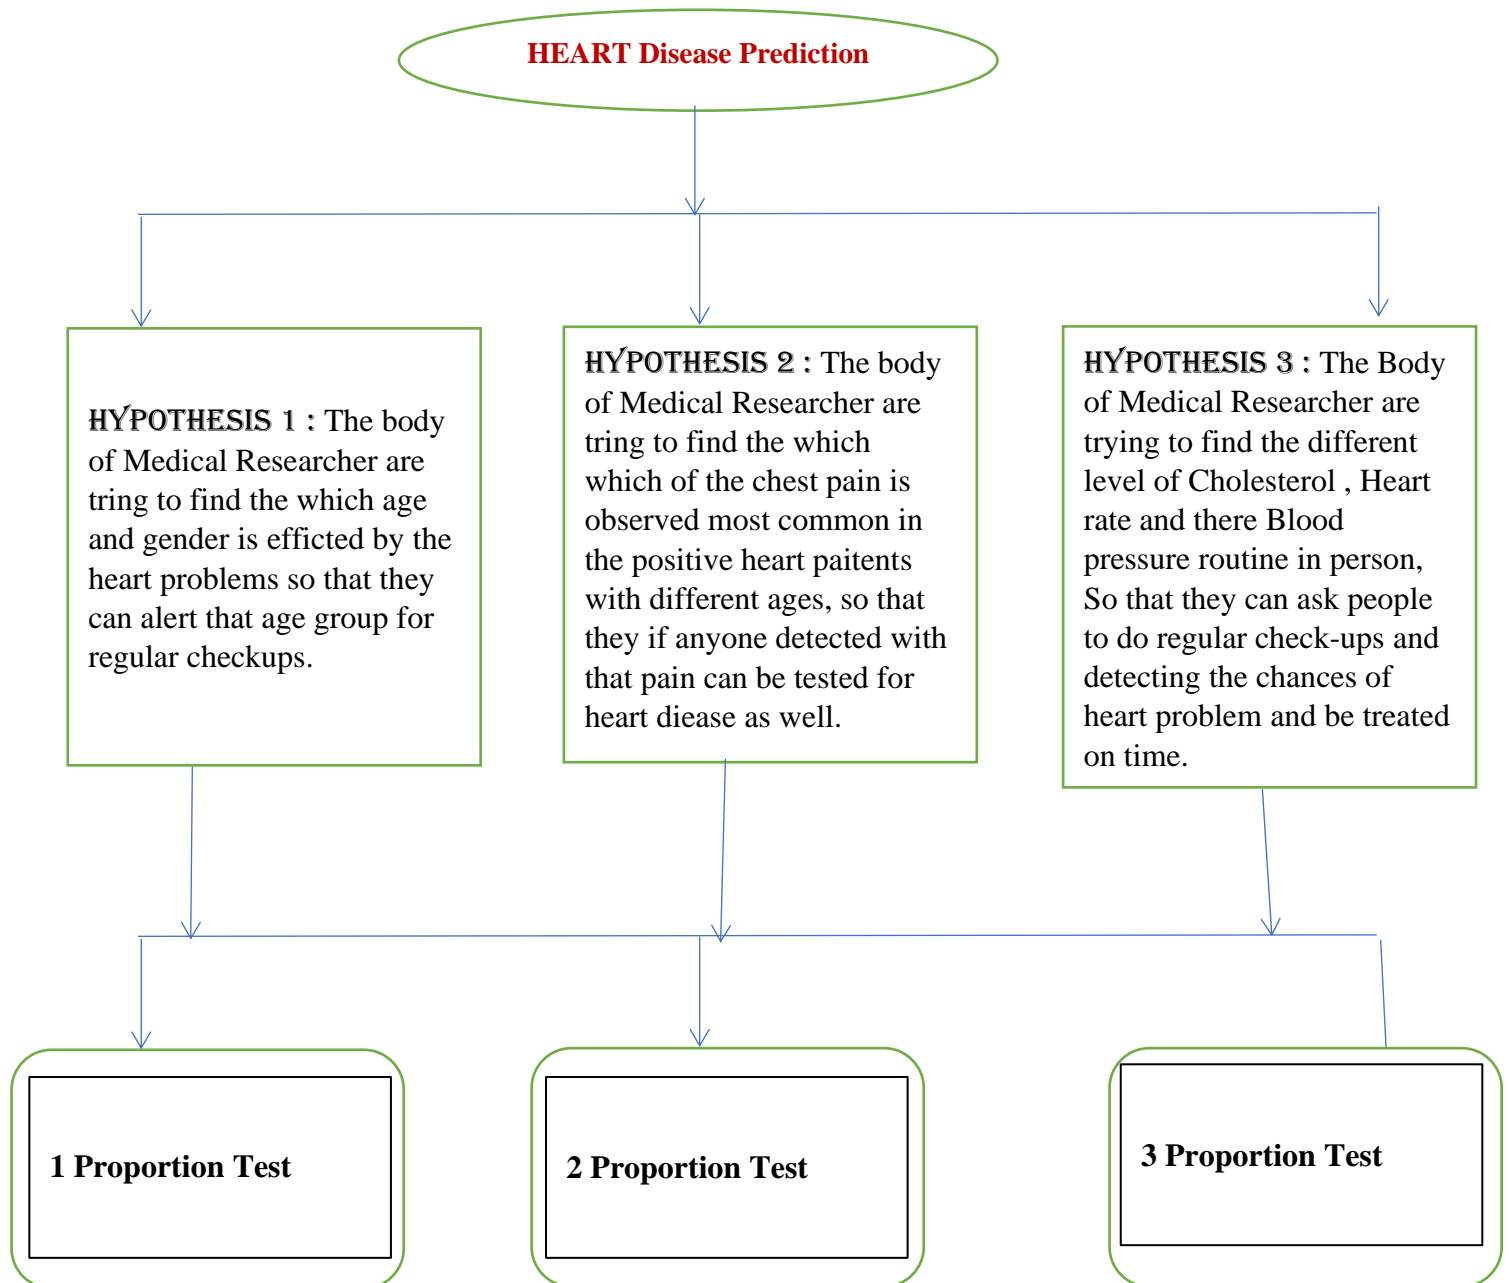 HEART Disease Prediction
HYPOTHESIS 1 : The body
of Medical Researcher are
tring to find the which age
and gender is efficted by the
heart problems so that they
can alert that age group for
regular checkups.
HYPOTHESIS 2 : The body
of Medical Researcher are
tring to find the which
which of the chest pain is
observed most common in
the positive heart paitents
with different ages, so that
they if anyone detected with
that pain can be tested for
heart diease as well.
HYPOTHESIS 3 : The Body
of Medical Researcher are
trying to find the different
level of Cholesterol , Heart
rate and there Blood
pressure routine in person,
So that they can ask people
to do regular check-ups and
detecting the chances of
heart problem and be treated
on time.
1 Proportion Test
2 Proportion Test
3 Proportion Test